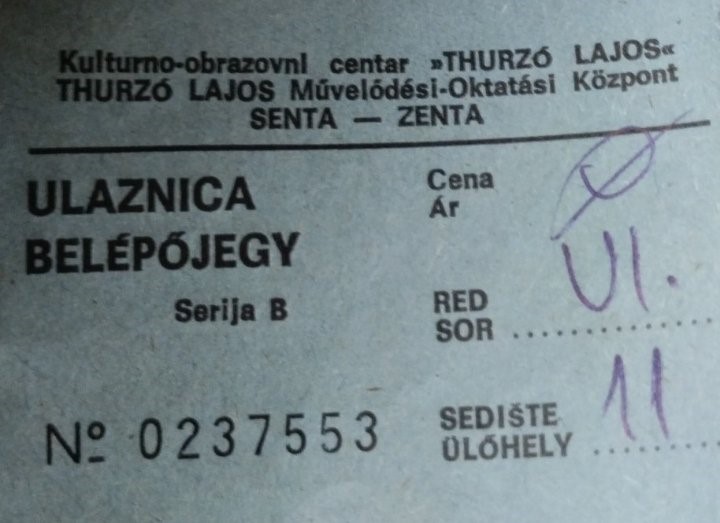 Kulturno-obrazovni centar »THURZÓ LAJOS«
THURZÓ LAJOS Művelődési-Oktatási Központ
SENTA — ZENTA
ULAZNICA
BELÉPŐJEGY
Serija B
№ 0237553
Cena
Ár
RED VI.
SOR ..............
SEDIŠTE 11
ÜLŐHELY ..........